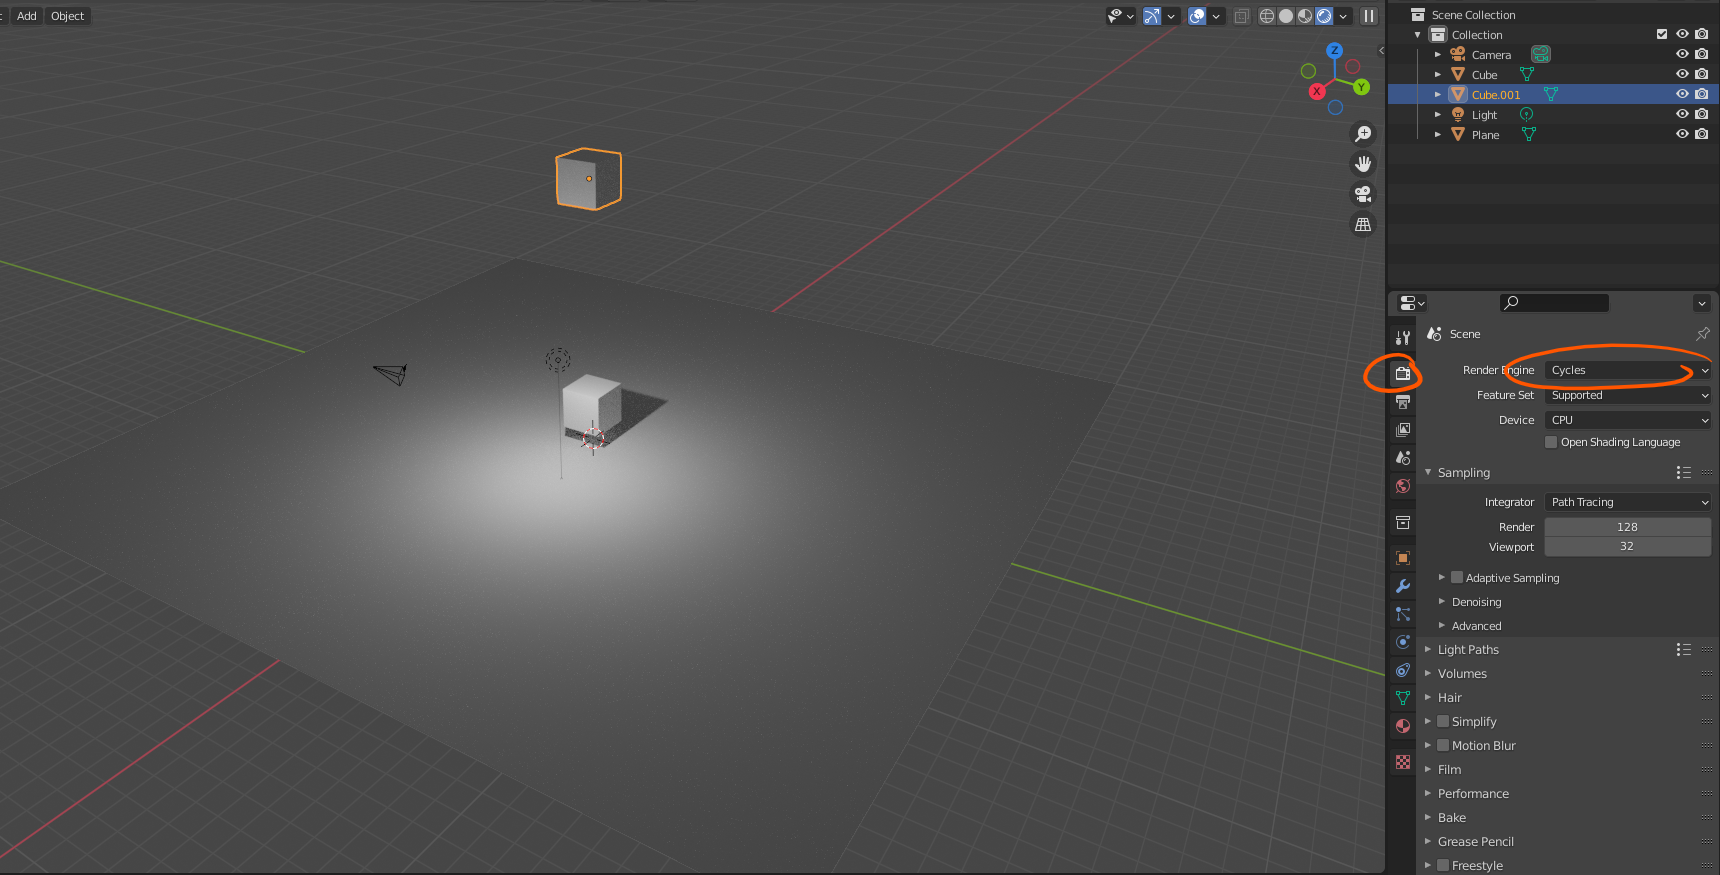 Add Object
Scene Collection
Collection
Camera
Cube
Cube.001
Light
Plane
Z
Y
X
Scene
Render Engine Cycles
Feature Set Supported
Device CPU
Open Shading Language
Sampling
Integrator Path Tracing
Render 128
Viewport 32
Adaptive Sampling
Denoising
Advanced
Light Paths
Volumes
Hair
Simplify
Motion Blur
Film
Performance
Bake
Grease Pencil
Freestyle